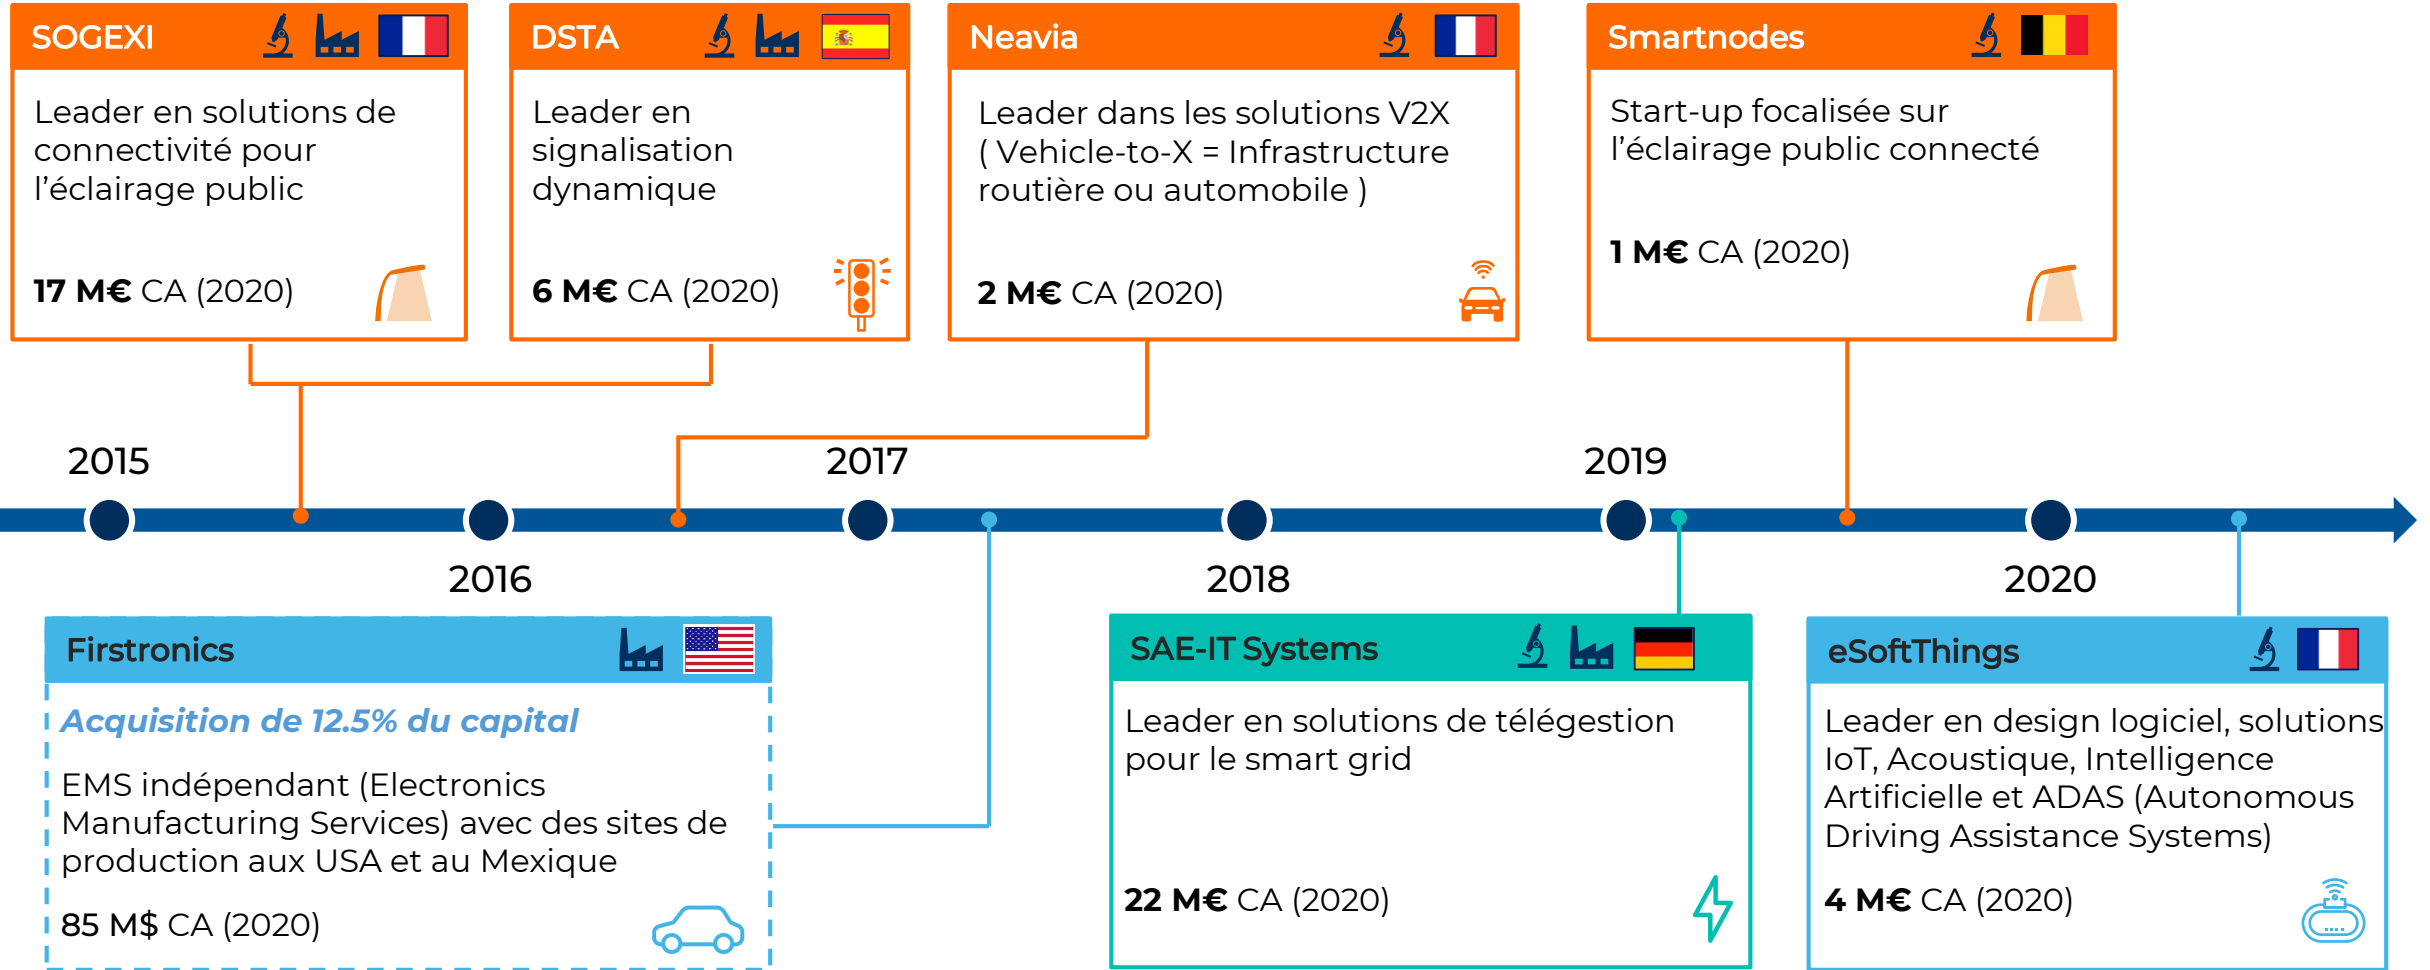 SOGEXI
Leader en solutions de
connectivité pour
l'éclairage public
17 M€ CA (2020)
DSTA
Leader en
signalisation
dynamique
6 M€ CA (2020)
Neavia
Leader dans les solutions V2X
( Vehicle-to-X = Infrastructure
routière ou automobile )
2 M€ CA (2020)
Smartnodes
Start-up focalisée sur
l'éclairage public connecté
1 M€ CA (2020)
2015
2017
2019
2016
2018
2020
Firstronics
Acquisition de 12.5% du capital
EMS indépendant (Electronics
Manufacturing Services) avec des sites de
production aux USA et au Mexique
85 M$ CA (2020)
SAE-IT Systems
Leader en solutions de télégestion
pour le smart grid
22 M€ CA (2020)
eSoftThings
Leader en design logiciel, solutions
IoT, Acoustique, Intelligence
Artificielle et ADAS (Autonomous
Driving Assistance Systems)
4 M€ CA (2020)